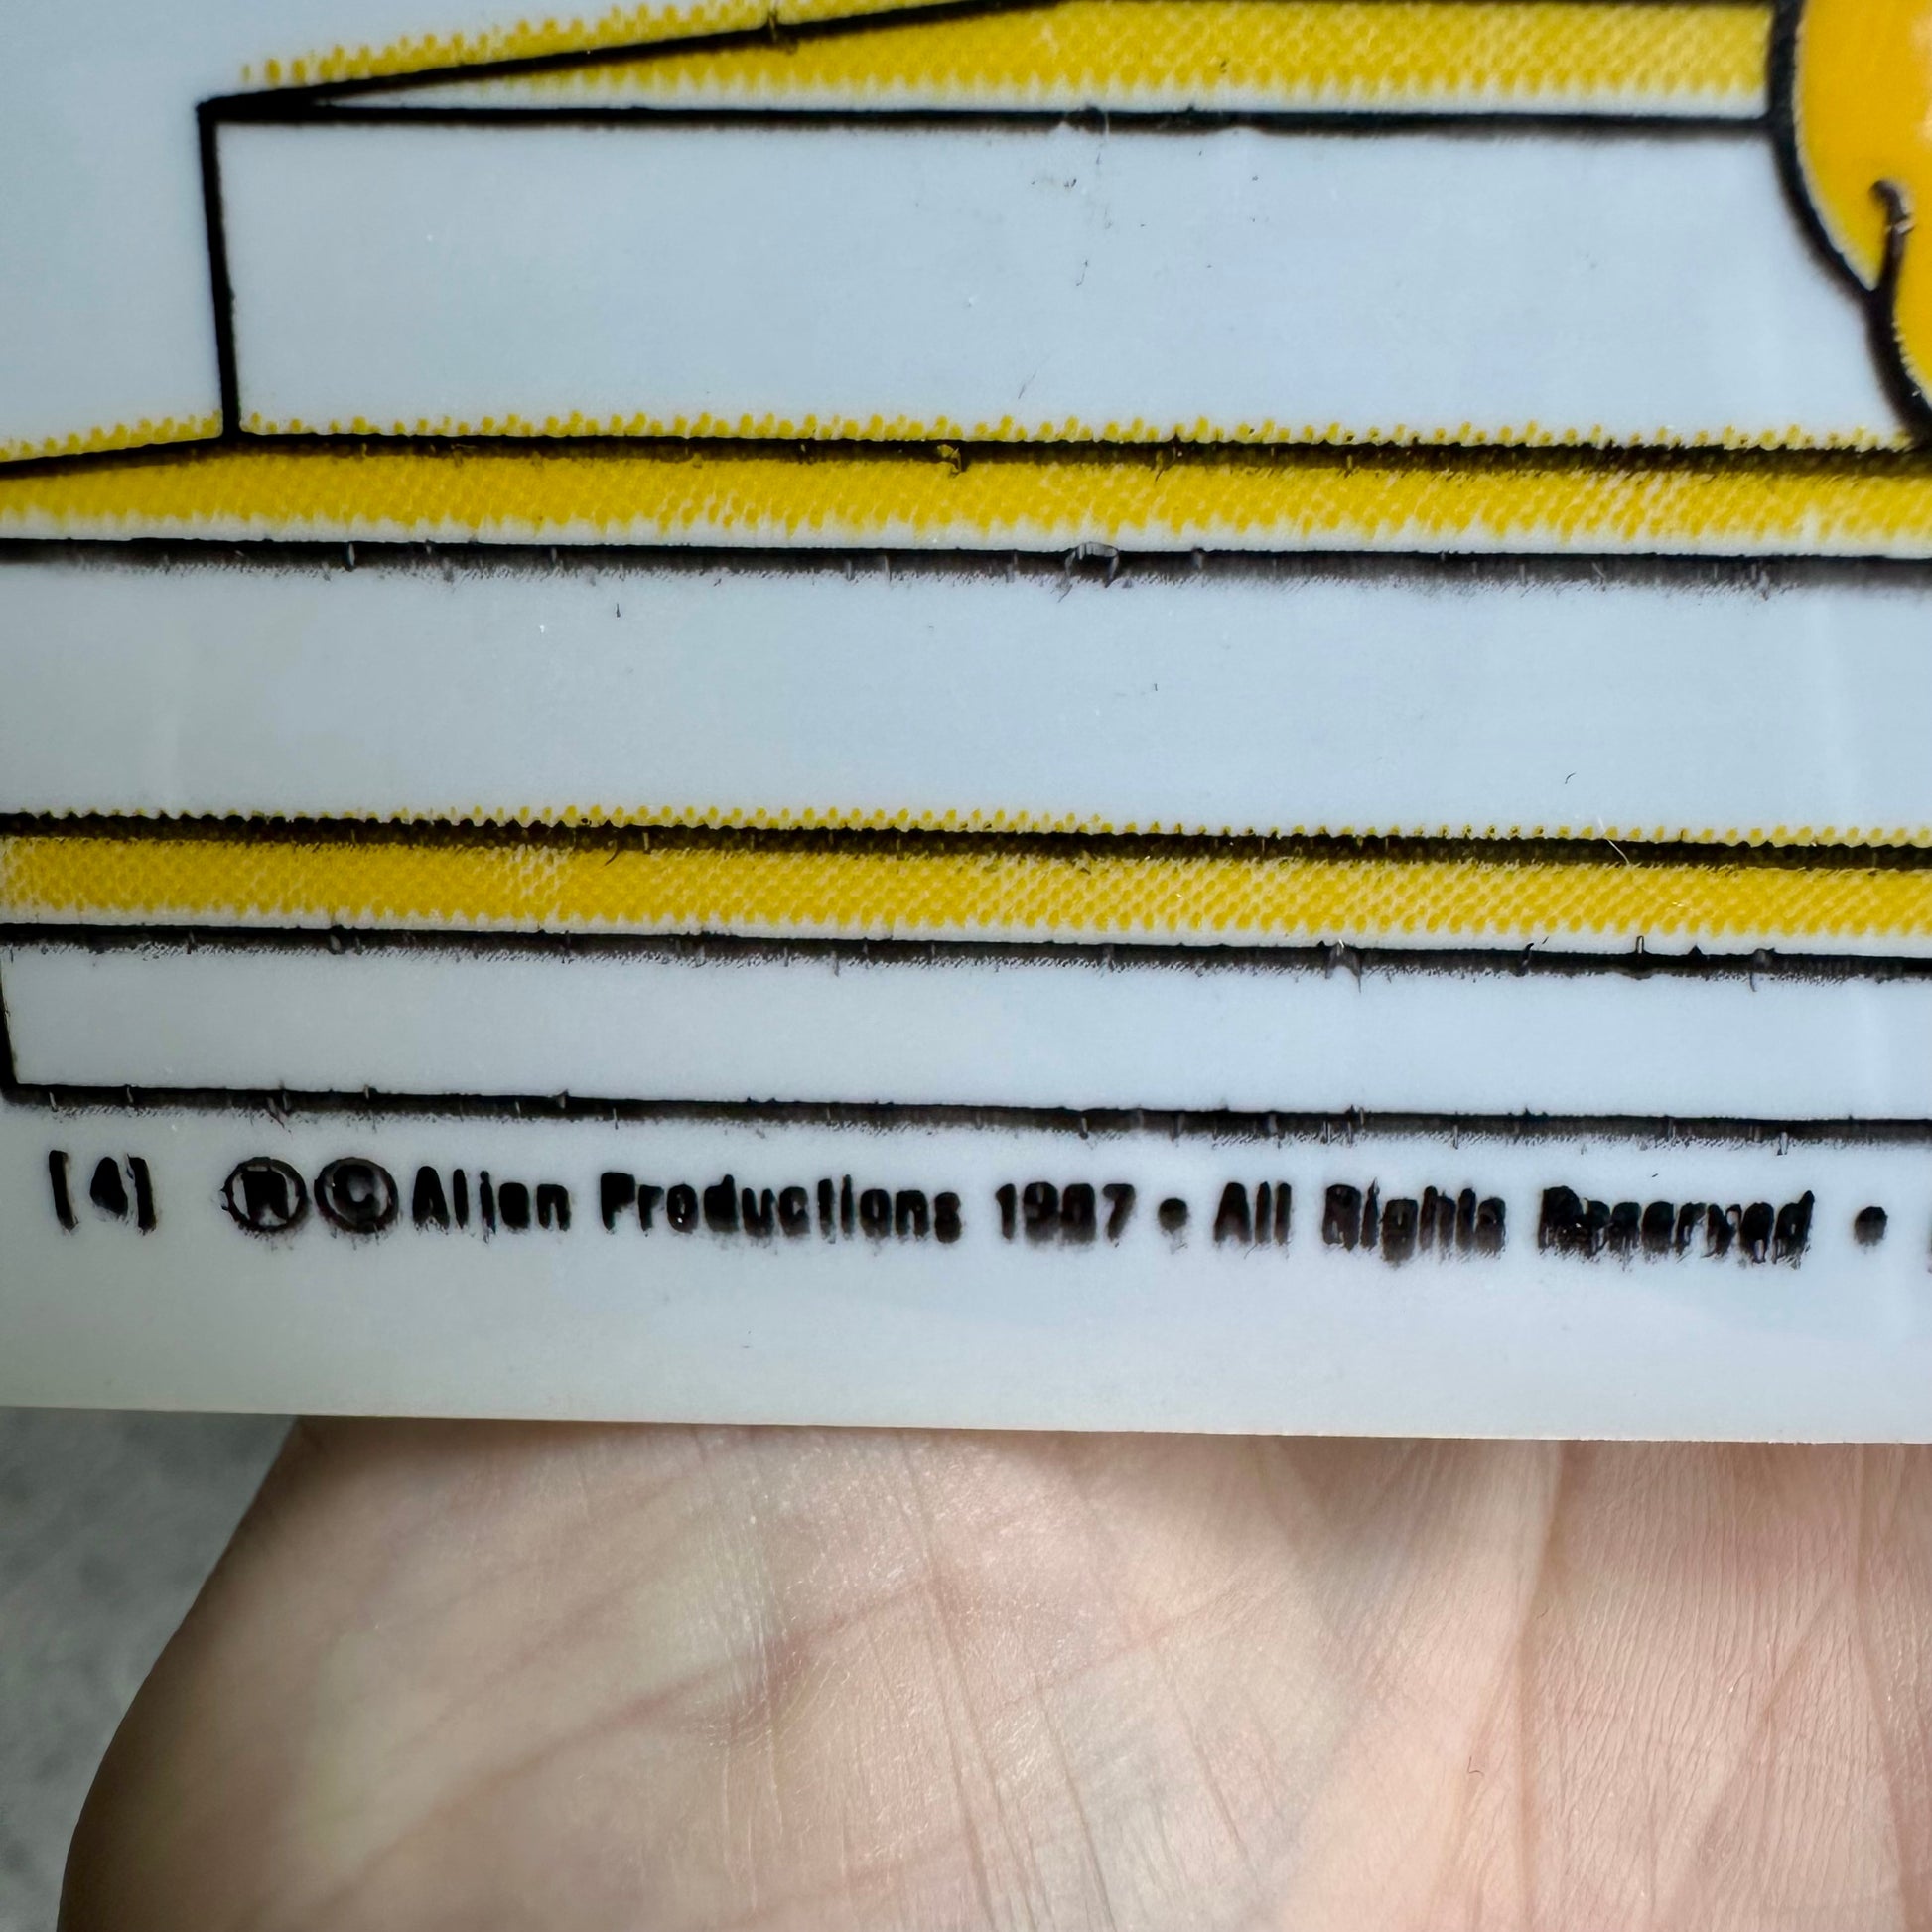 [4] ®©Alien Productions 1987 • All Rights Reserved •